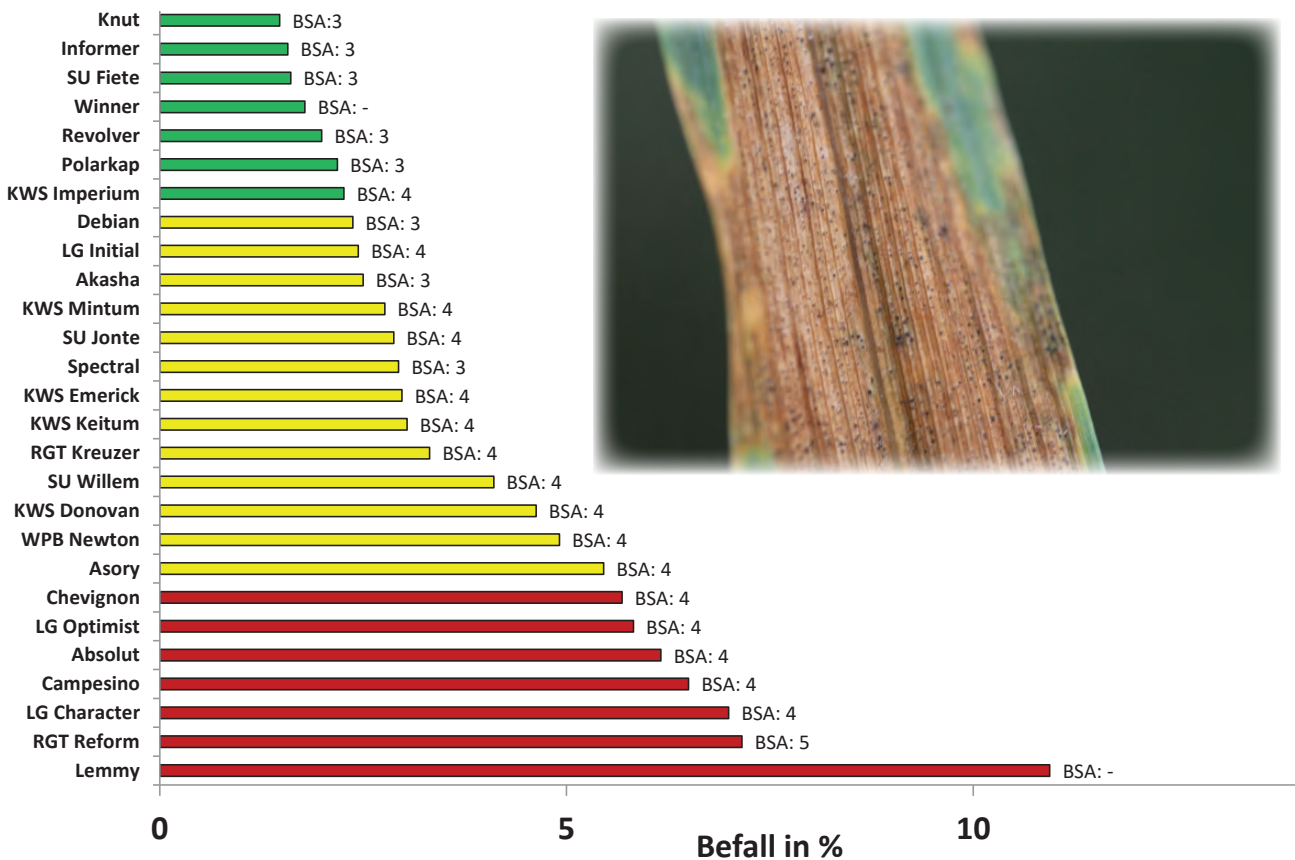 Knut BSA:3
Informer BSA: 3
SU Fiete BSA: 3
Winner BSA: -
Revolver BSA: 3
Polarkap BSA: 3
KWS Imperium BSA: 4
Debian BSA: 3
LG Initial BSA: 4
Akasha BSA: 3
KWS Mintum BSA: 4
SU Jonte BSA: 4
Spectral BSA: 3
KWS Emerick BSA: 4
KWS Keitum BSA: 4
RGT Kreuzer BSA: 4
SU Willem BSA: 4
KWS Donovan BSA: 4
WPB Newton BSA: 4
Asory BSA: 4
Chevignon BSA: 4
LG Optimist BSA: 4
Absolut BSA: 4
Campesino BSA: 4
LG Character BSA: 4
RGT Reform BSA: 5
Lemmy BSA: -
0 5 10
Befall in %